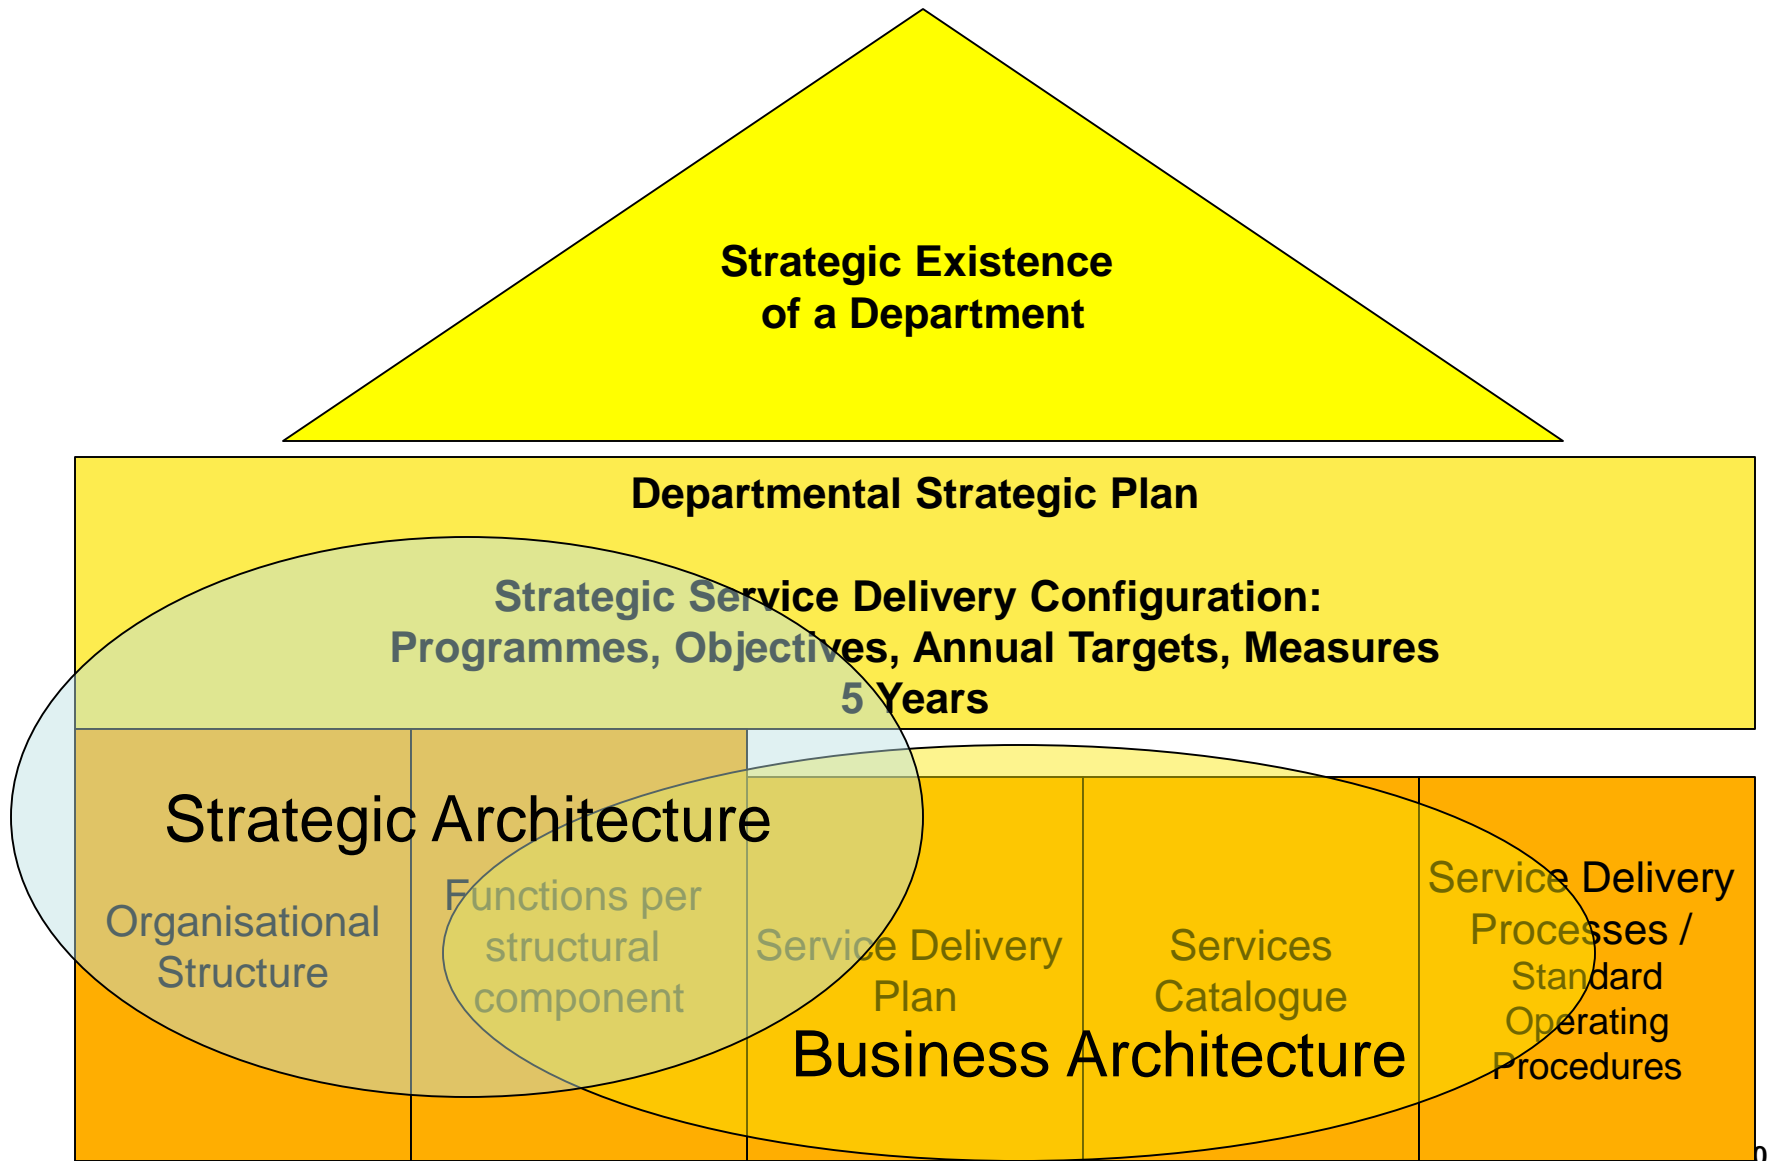 Strategic Existence
of a Department
Departmental Strategic Plan
Strategic Service Delivery Configuration:
Programmes, Objectives, Annual Targets, Measures
5 Years
Strategic Architecture
Organisational
Structure
Functions per
structural
component
Service Delivery
Plan
Services
Catalogue
Service Delivery
Processes /
Standard
Operating
Procedures
Business Architecture